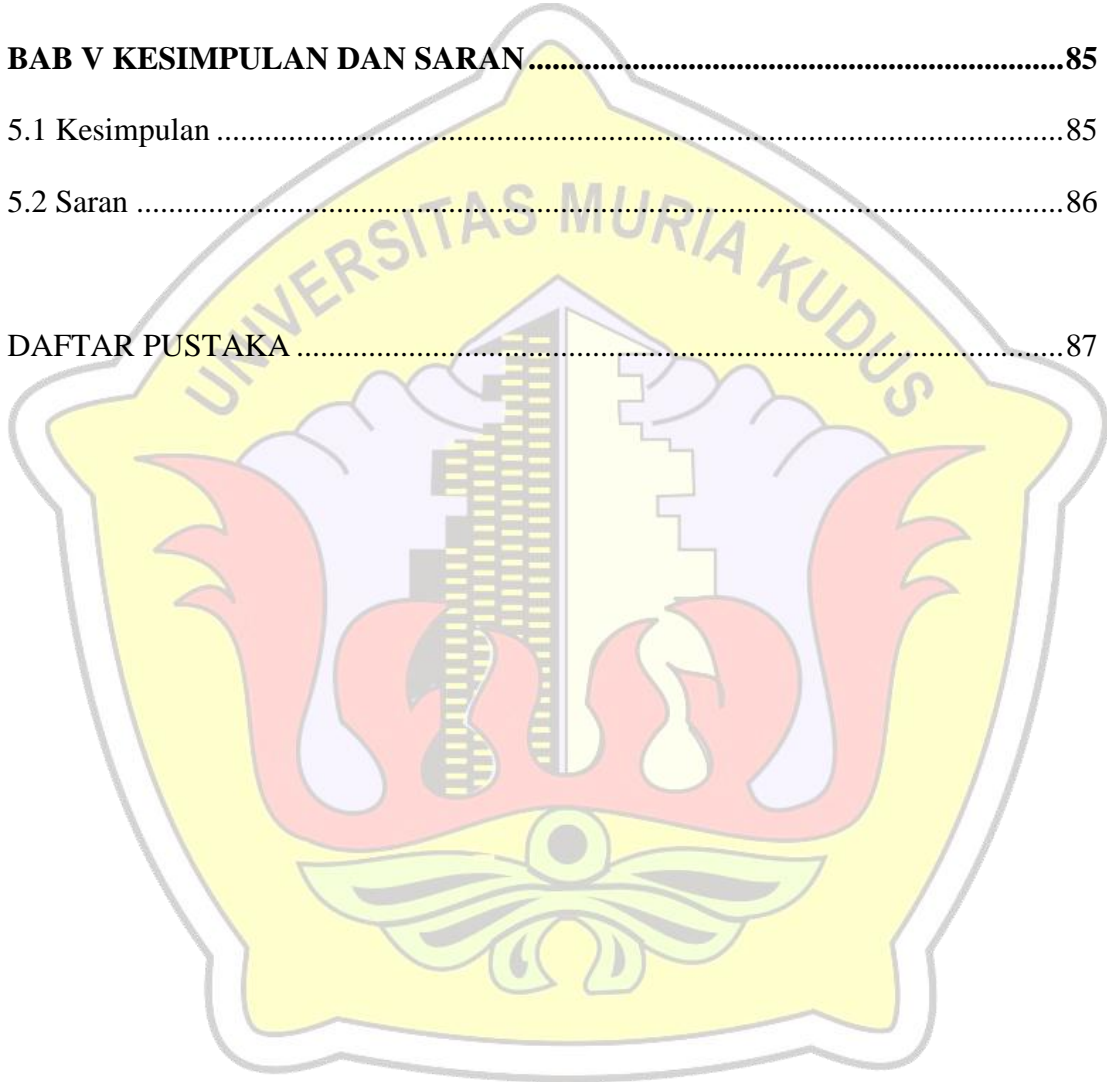 BAB V KESIMPULAN DAN SARAN.....................................................................85
5.1 Kesimpulan ............................................................................................................85
5.2 Saran ......................................................................................................................86
DAFTAR PUSTAKA ..................................................................................................87
UNIVERSITAS MURIA KUDUS